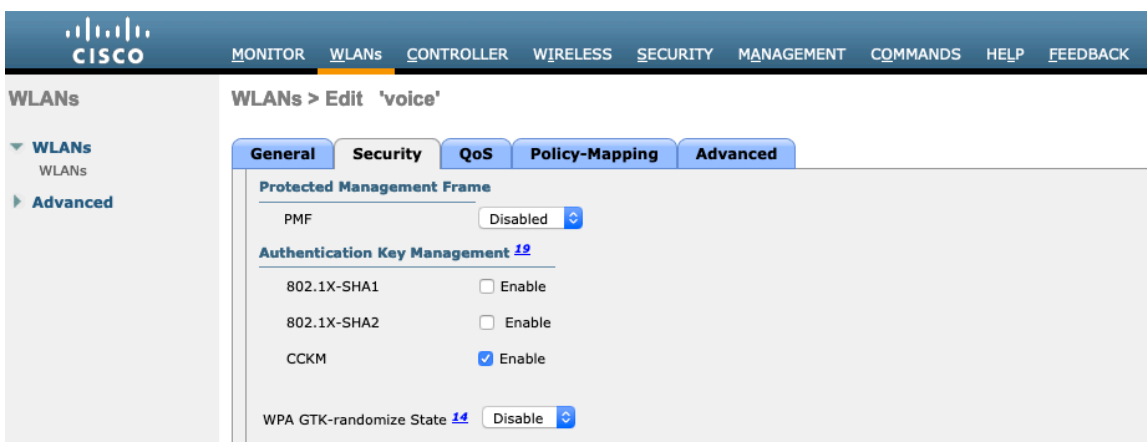 CISCO
MONITOR WLANs CONTROLLER WIRELESS SECURITY MANAGEMENT COMMANDS HELP FEEDBACK
WLANs
WLANs > Edit 'voice'
WLANs
WLANs
Advanced
General Security QoS Policy-Mapping Advanced
Protected Management Frame
PMF Disabled
Authentication Key Management 19
802.1X-SHA1 Enable
802.1X-SHA2 Enable
CCKM Enable
WPA GTK-randomize State 14 Disable